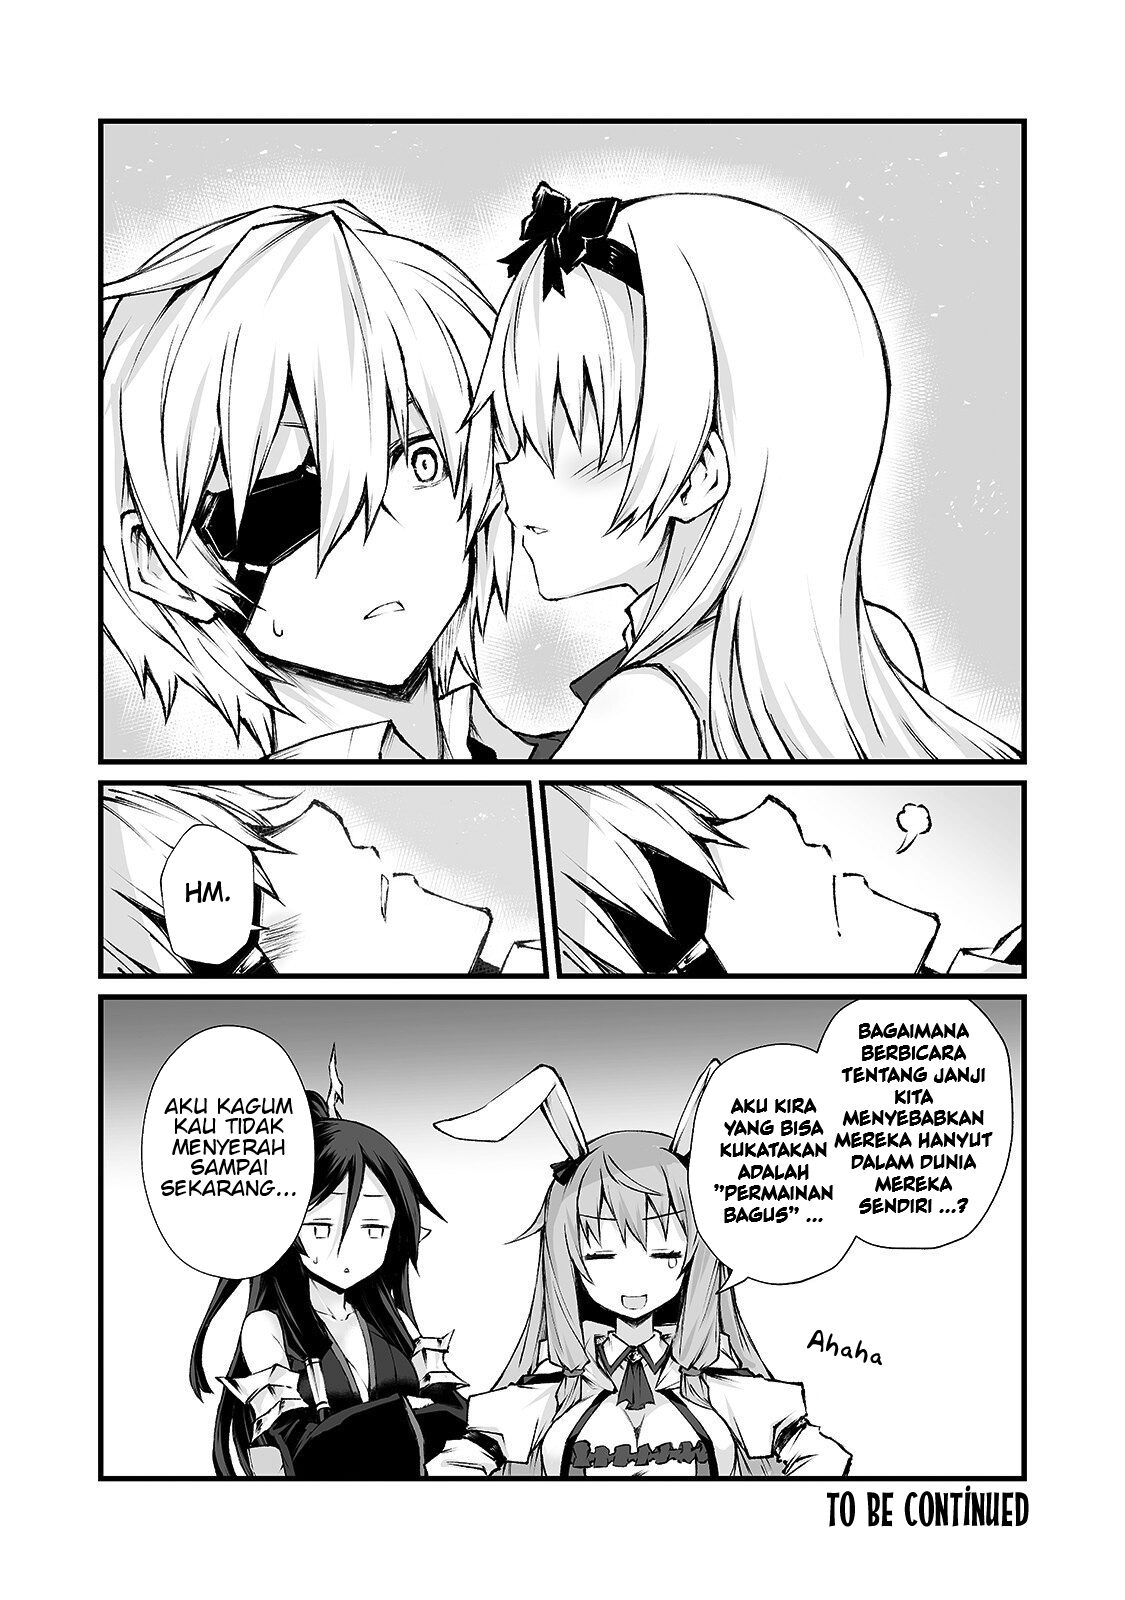 HM.
BAGAIMANA
BERBICARA
TENTANG JANJI
KITA
MENYEBABKAN
MEREKA HANYUT
DALAM DUNIA
MEREKA
SENDIRI ...?
AKU KIRA
YANG BISA
KUKATAKAN
ADALAH
"PERMAINAN
BAGUS" ...
Ahaha
AKU KAGUM
KAU TIDAK
MENYERAH
SAMPAI
SEKARANG...
TO BE CONTINUED